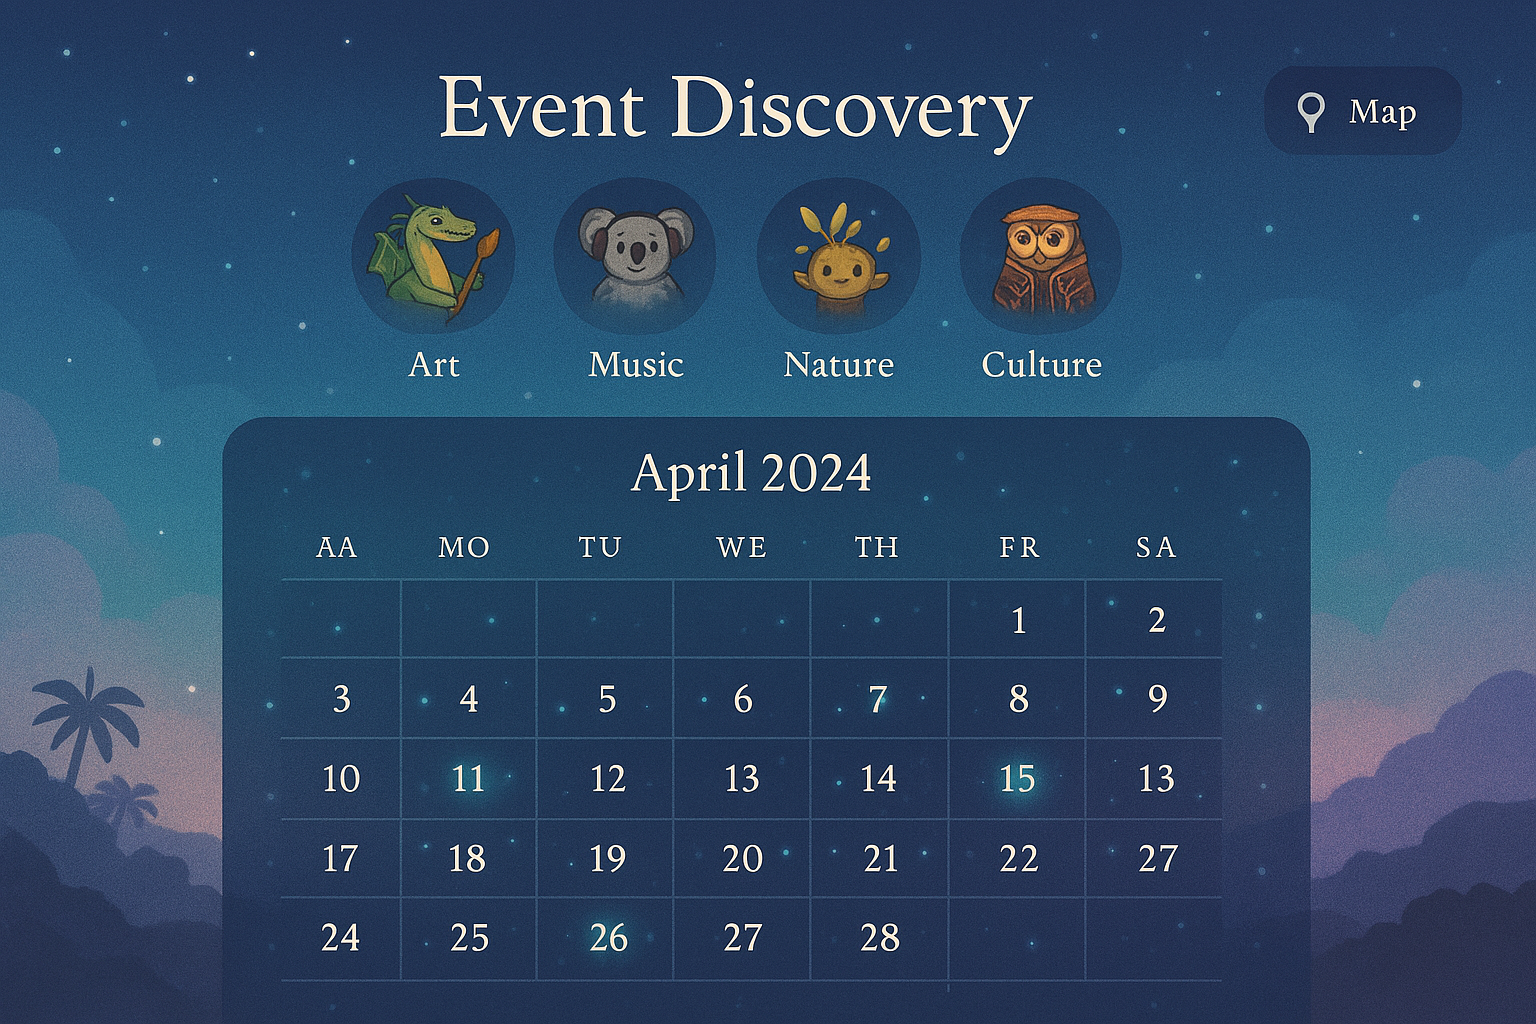 Event Discovery
Map
Art Music Nature Culture
April 2024
AA MO TU WE TH FR SA
1 2
3 4 5 6 7 8 9
10 11 12 13 14 15 13
17 18 19 20 21 22 27
24 25 26 27 28